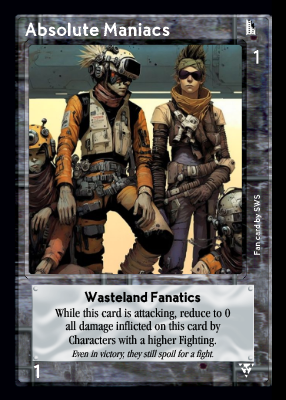 Absolute Maniacs
1
Fan card by SWS
Wasteland Fanatics
While this card is attacking, reduce to 0
all damage inflicted on this card by
Characters with a higher Fighting.
Even in victory, they still spoil for a fight.
1